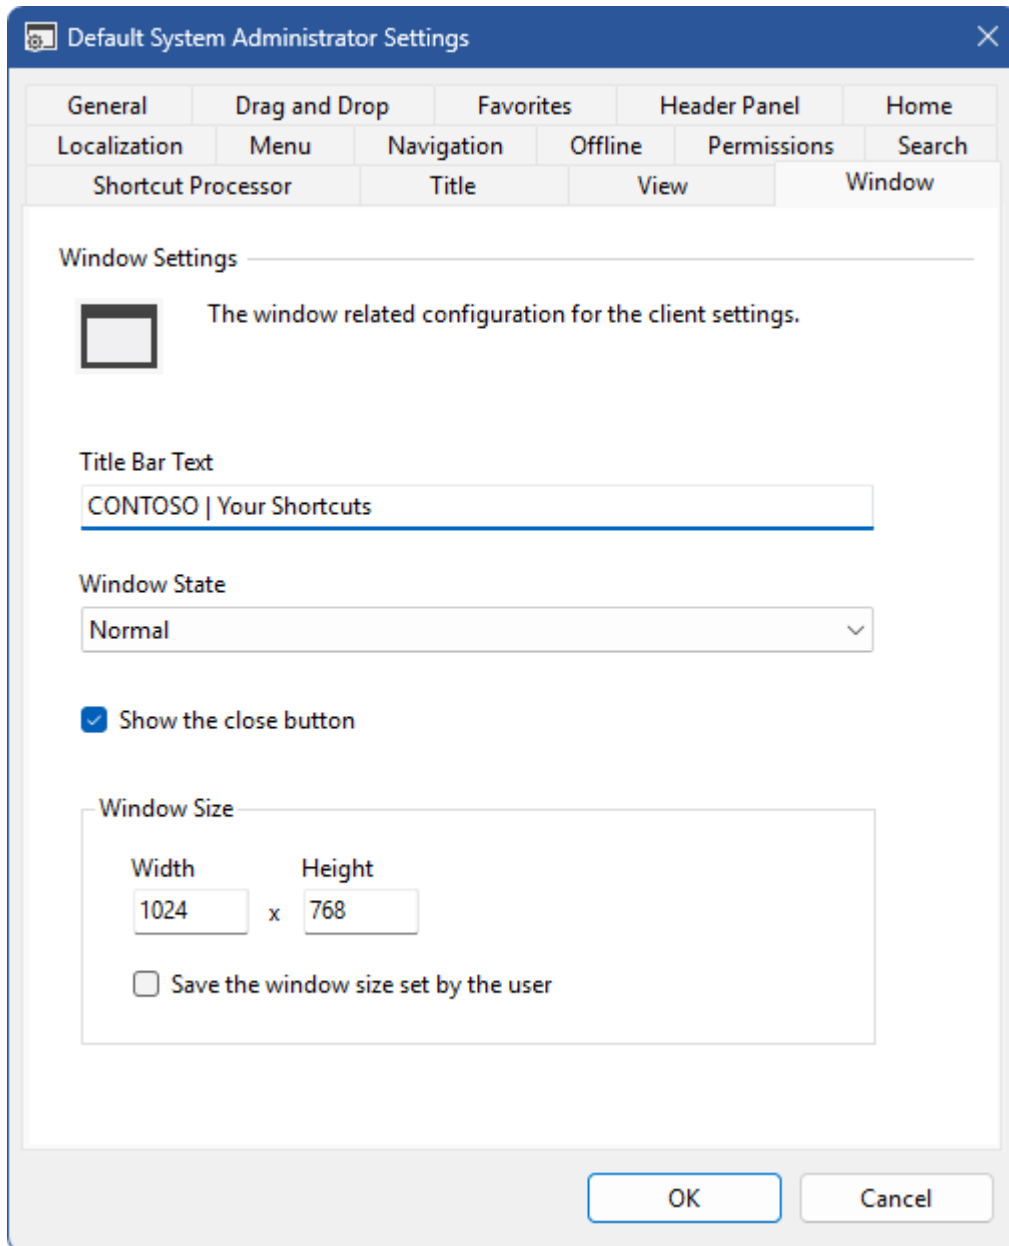 Default System Administrator Settings
General Drag and Drop Favorites Header Panel Home
Localization Menu Navigation Offline Permissions Search
Shortcut Processor Title View Window
Window Settings
The window related configuration for the client settings.
Title Bar Text
CONTOSO | Your Shortcuts
Window State
Normal
Show the close button
Window Size
Width Height
1024 x 768
Save the window size set by the user
OK Cancel